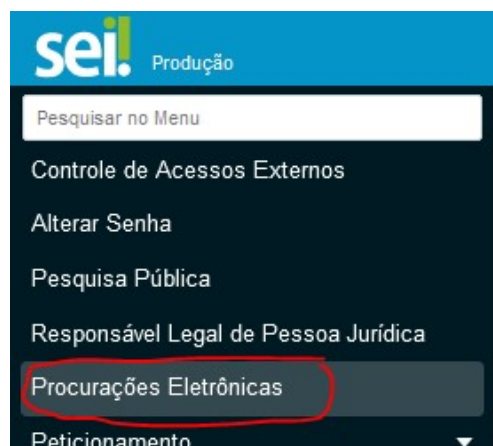 sei!
Produção
Pesquisar no Menu
Controle de Acessos Externos
Alterar Senha
Pesquisa Pública
Responsável Legal de Pessoa Jurídica
Procurações Eletrônicas
Peticionamento